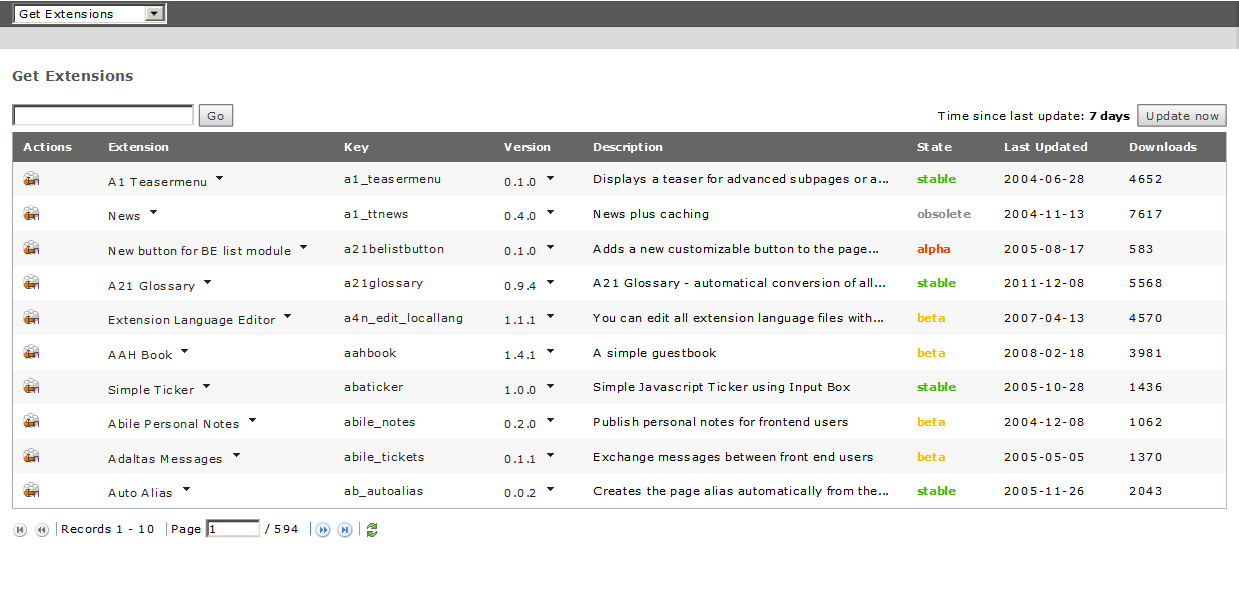 Get Extensions
Get Extensions
Go Time since last update: 7 days Update now
Actions Extension Key Version Description State Last Updated Downloads
A1 Teasermenu a1_teasermenu 0.1.0 Displays a teaser for advanced subpages or a... stable 2004-06-28 4652
News a1_ttnews 0.4.0 News plus caching obsolete 2004-11-13 7617
New button for BE list module a21belistbutton 0.1.0 Adds a new customizable button to the page... alpha 2005-08-17 583
A21 Glossary a21glossary 0.9.4 A21 Glossary - automatical conversion of all... stable 2011-12-08 5568
Extension Language Editor a4n_edit_locallang 1.1.1 You can edit all extension language files with... beta 2007-04-13 4570
AAH Book aahbook 1.4.1 A simple guestbook beta 2008-02-18 3981
Simple Ticker abaticker 1.0.0 Simple Javascript Ticker using Input Box stable 2005-10-28 1436
Abile Personal Notes abile_notes 0.2.0 Publish personal notes for frontend users beta 2004-12-08 1062
Adaltas Messages abile_tickets 0.1.1 Exchange messages between front end users beta 2005-05-05 1370
Auto Alias ab_autoalias 0.0.2 Creates the page alias automatically from the... stable 2005-11-26 2043
Records 1 - 10 Page 1 / 594